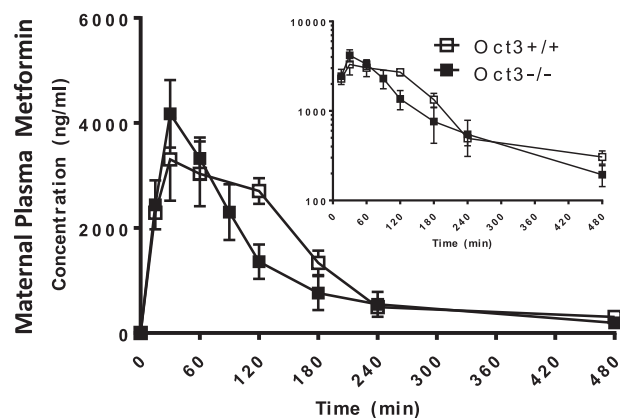 Maternal Plasma Metformin
Concentration (ng/ml)
6000
4000
2000
0
0 60 120 180 240 300 360 420 480
Time (min)
10000
1000
100
0 60 120 180 240 300 360 420 480
Time (min)
Oct3+/+
Oct3-/-